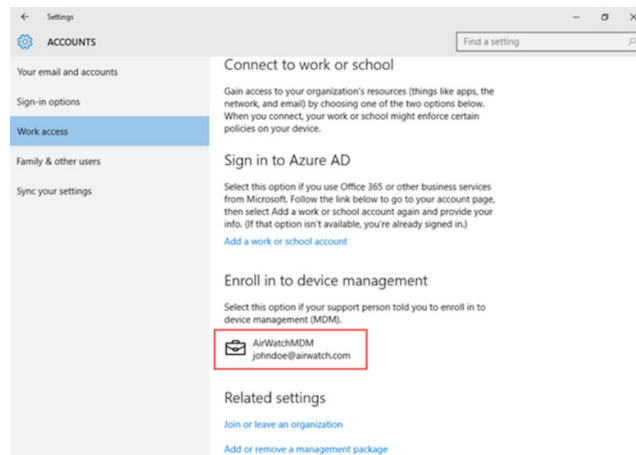 Settings
ACCOUNTS
Find a setting
Your email and accounts
Sign-in options
Work access
Family & other users
Sync your settings
Connect to work or school
Gain access to your organization's resources (things like apps, the
network, and email) by choosing one of the two options below.
When you connect, your work or school might enforce certain
policies on your device.
Sign in to Azure AD
Select this option if you use Office 365 or other business services
from Microsoft. Follow the link below to go to your account page,
then select Add a work or school account again and provide your
info. (If that option isn't available, you're already signed in.)
Add a work or school account
Enroll in to device management
Select this option if your support person told you to enroll in to
device management (MDM).
AirWatchMDM
johndoe@airwatch.com
Related settings
Join or leave an organization
Add or remove a management package